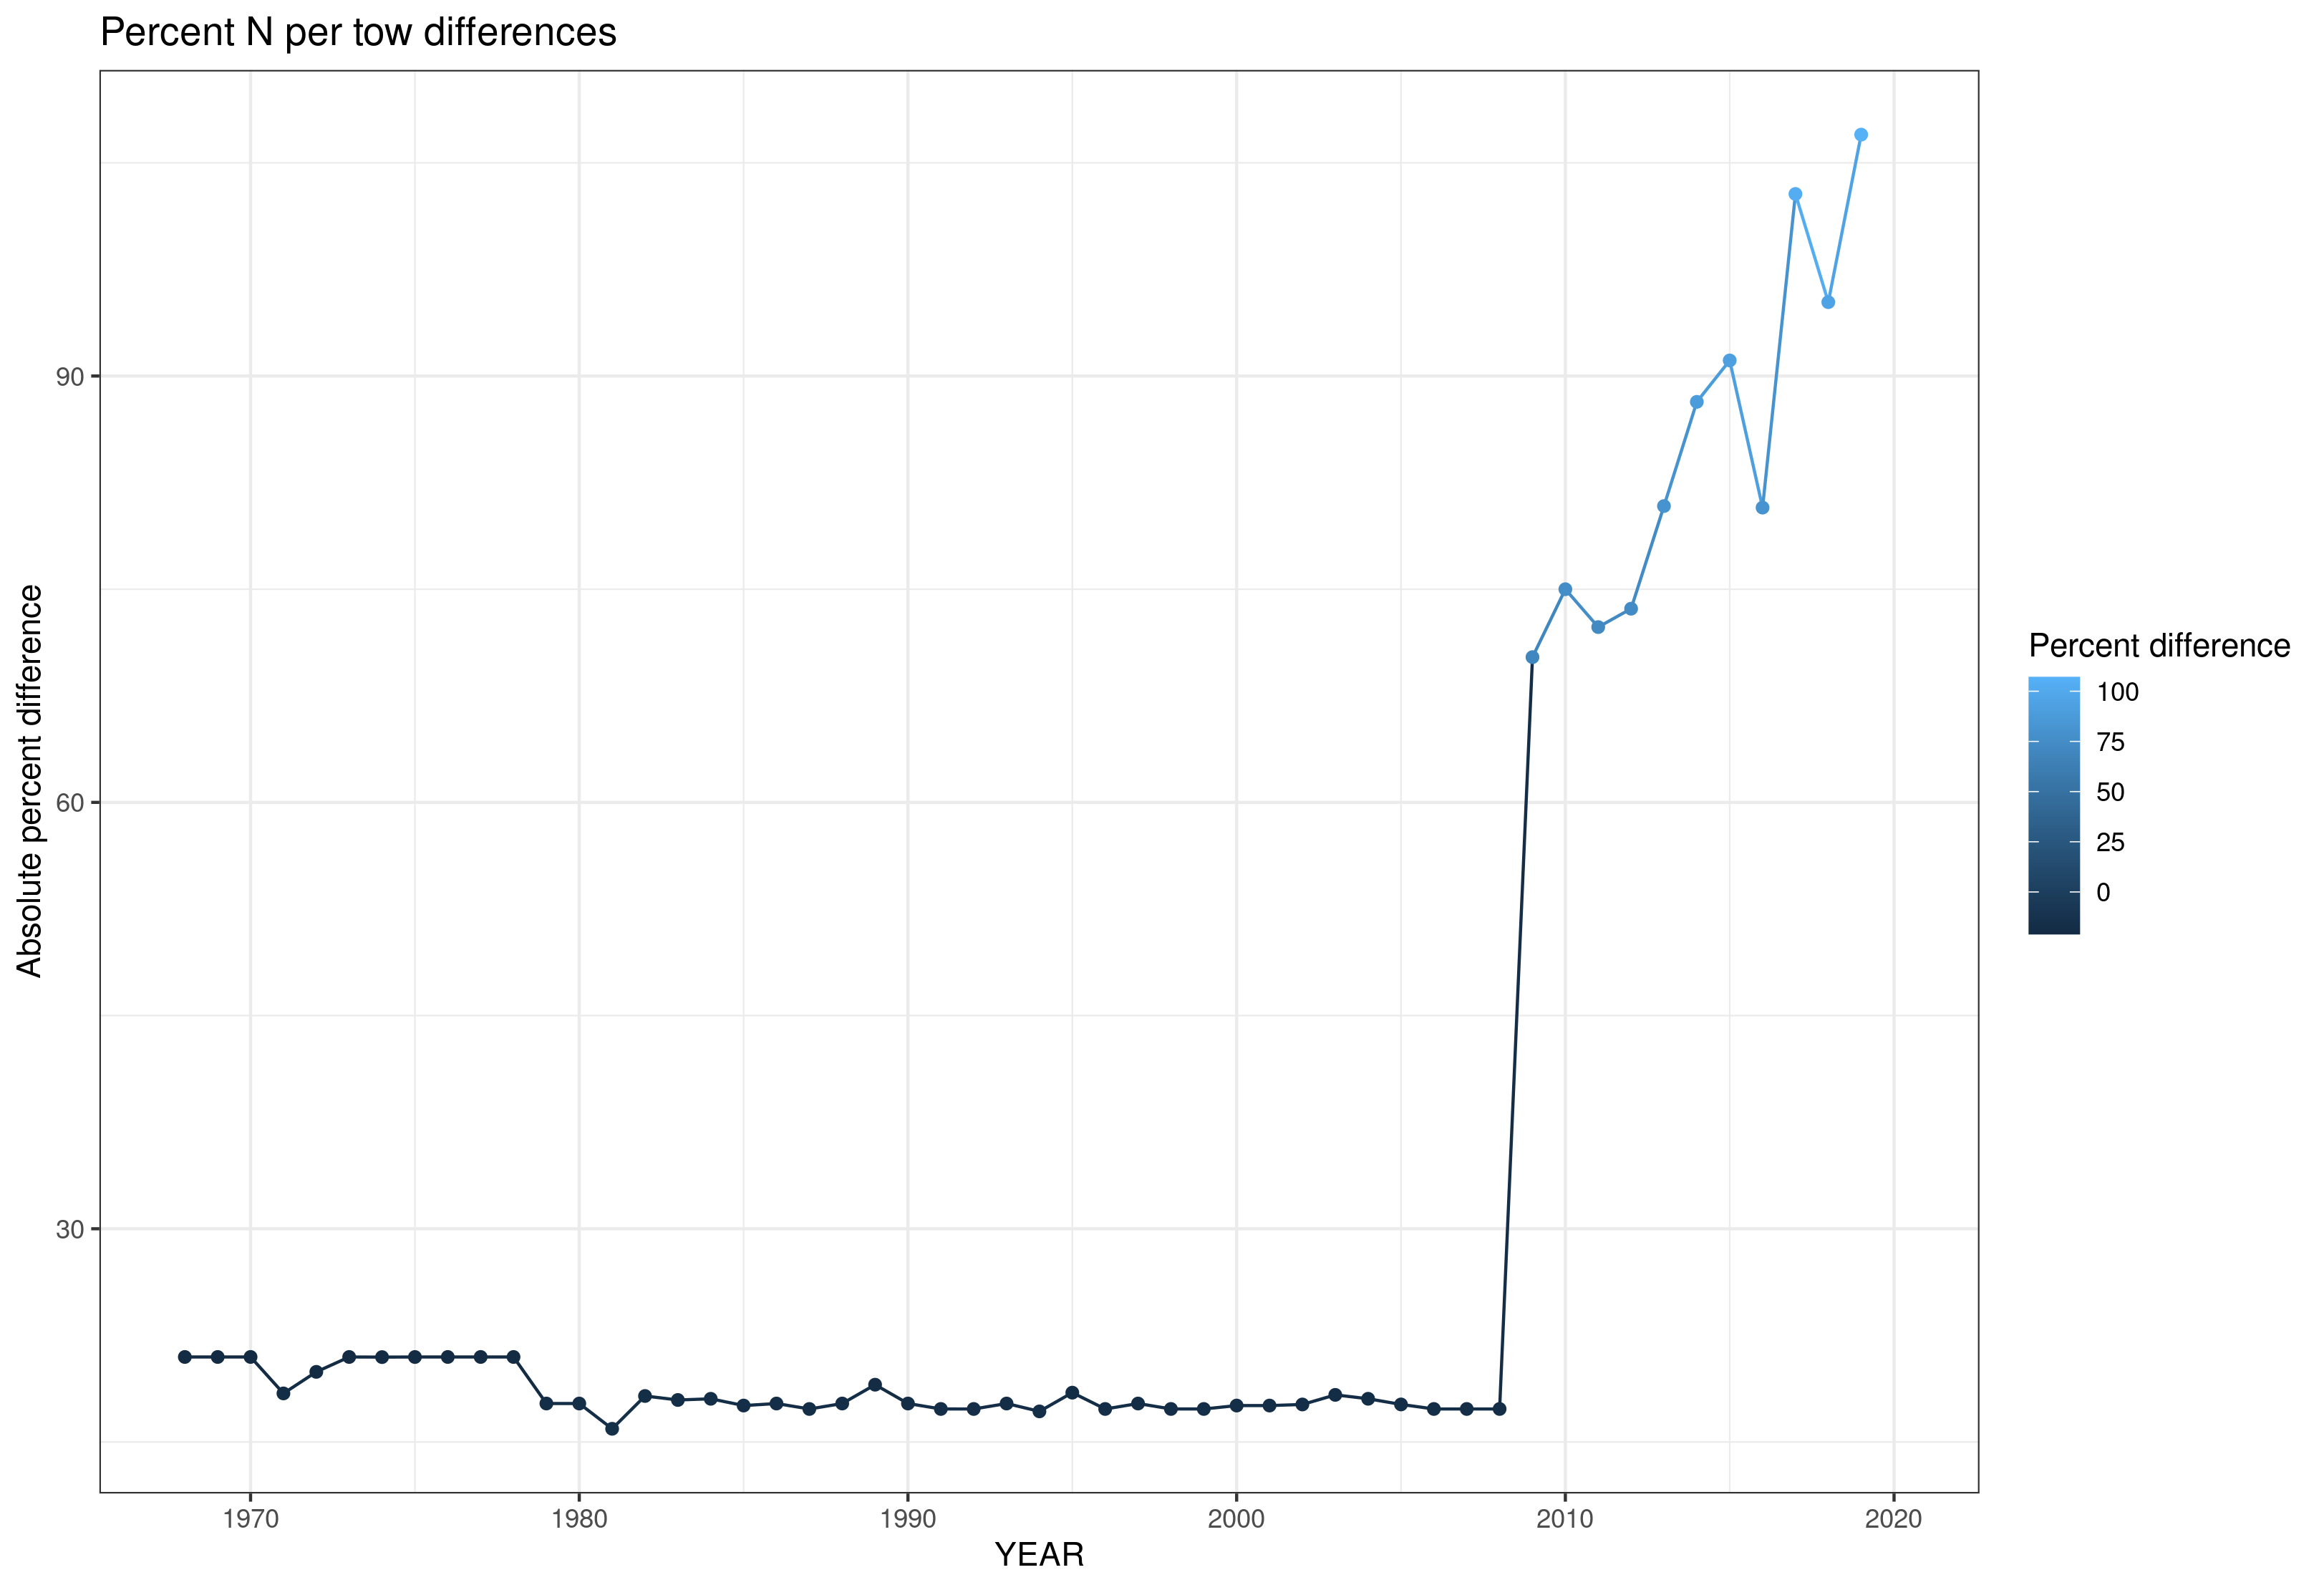 Percent N per tow differences
Absolute percent difference
90
60
30
1970 1980 1990 2000 2010 2020
YEAR
Percent difference
100
75
50
25
0